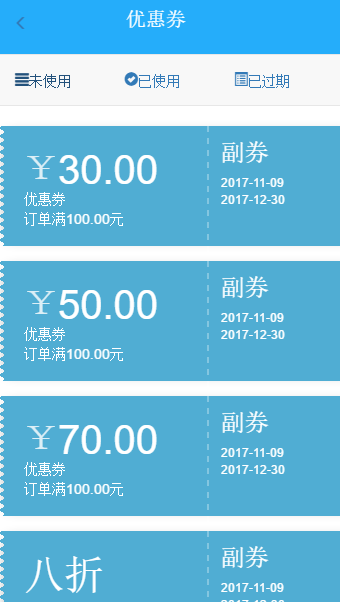 优惠券
未使用 已使用 已过期
¥30.00
优惠券
订单满100.00元
副券
2017-11-09
2017-12-30
¥50.00
优惠券
订单满100.00元
副券
2017-11-09
2017-12-30
¥70.00
优惠券
订单满100.00元
副券
2017-11-09
2017-12-30
八折
副券
2017-11-09